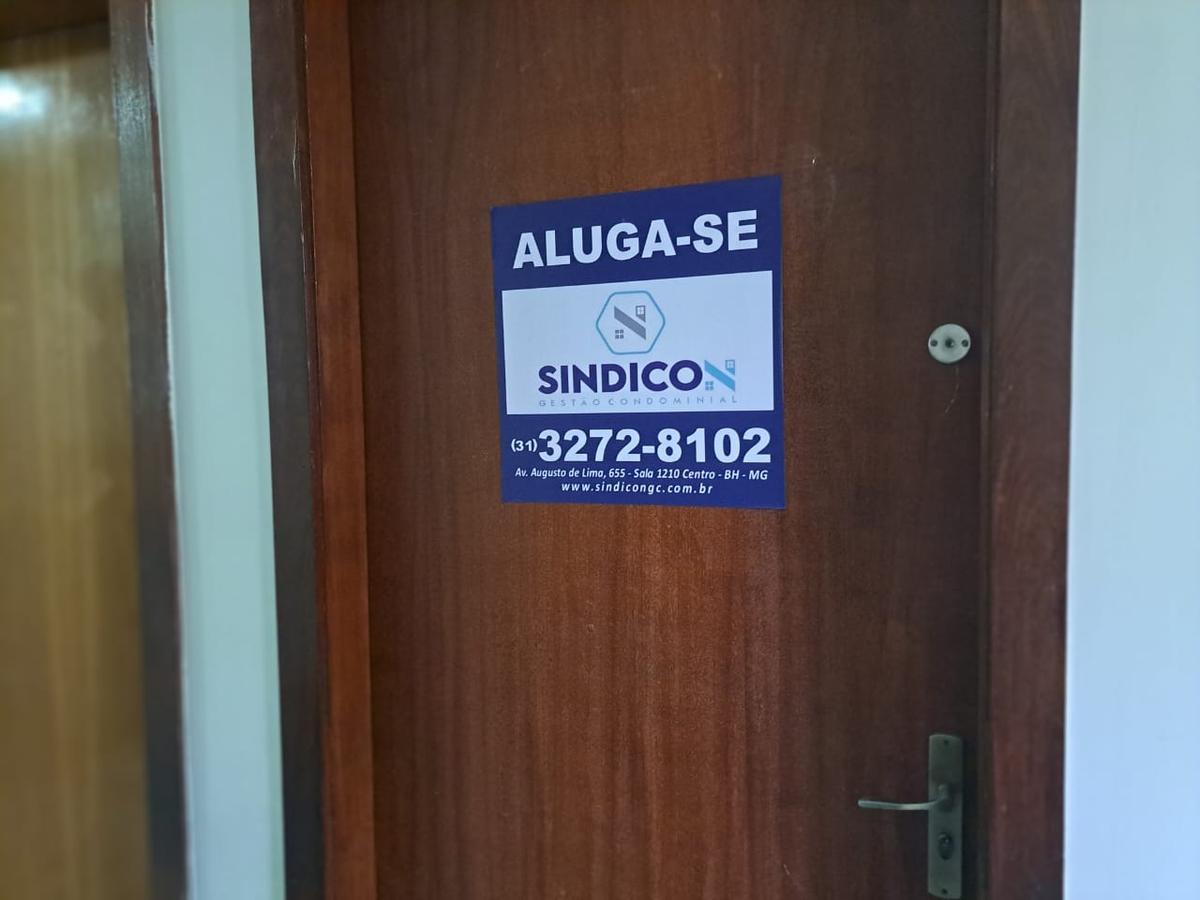 ALUGA-SE
SINDICON
GESTÃO CONDOMINIAL
(31)3272-8102
Av. Augusto de Lima, 655 - Sala 1210 Centro - BH - MG
www.sindicongc.com.br